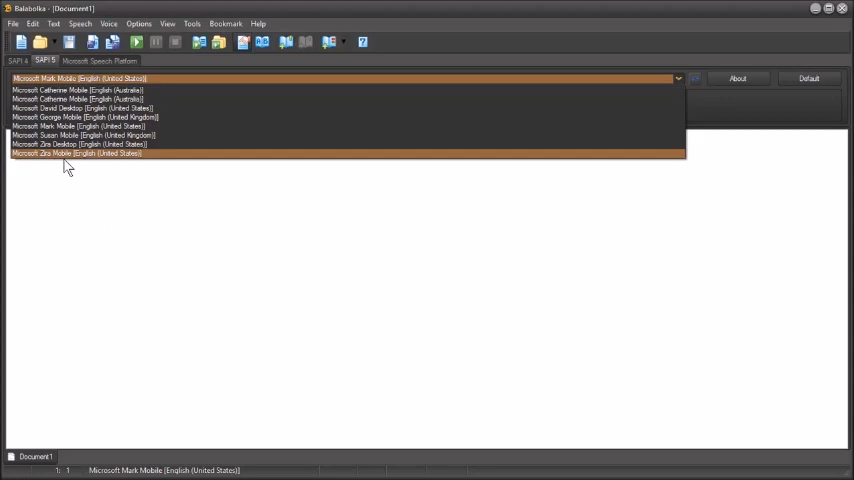 Balabolka - [Document1]
File Edit Text Speech Voice Options View Tools Bookmark Help
SAPI 4 SAPI 5 Microsoft Speech Platform
Microsoft Mark Mobile [English (United States)]
About Default
Microsoft Catherine Mobile [English (Australia)]
Microsoft Catherine Mobile [English (Australia)]
Microsoft David Desktop [English (United States)]
Microsoft George Mobile [English (United Kingdom)]
Microsoft Mark Mobile [English (United States)]
Microsoft Susan Mobile [English (United Kingdom)]
Microsoft Zira Desktop [English (United States)]
Microsoft Zira Mobile [English (United States)]
Document1
1: 1 Microsoft Mark Mobile [English (United States)]